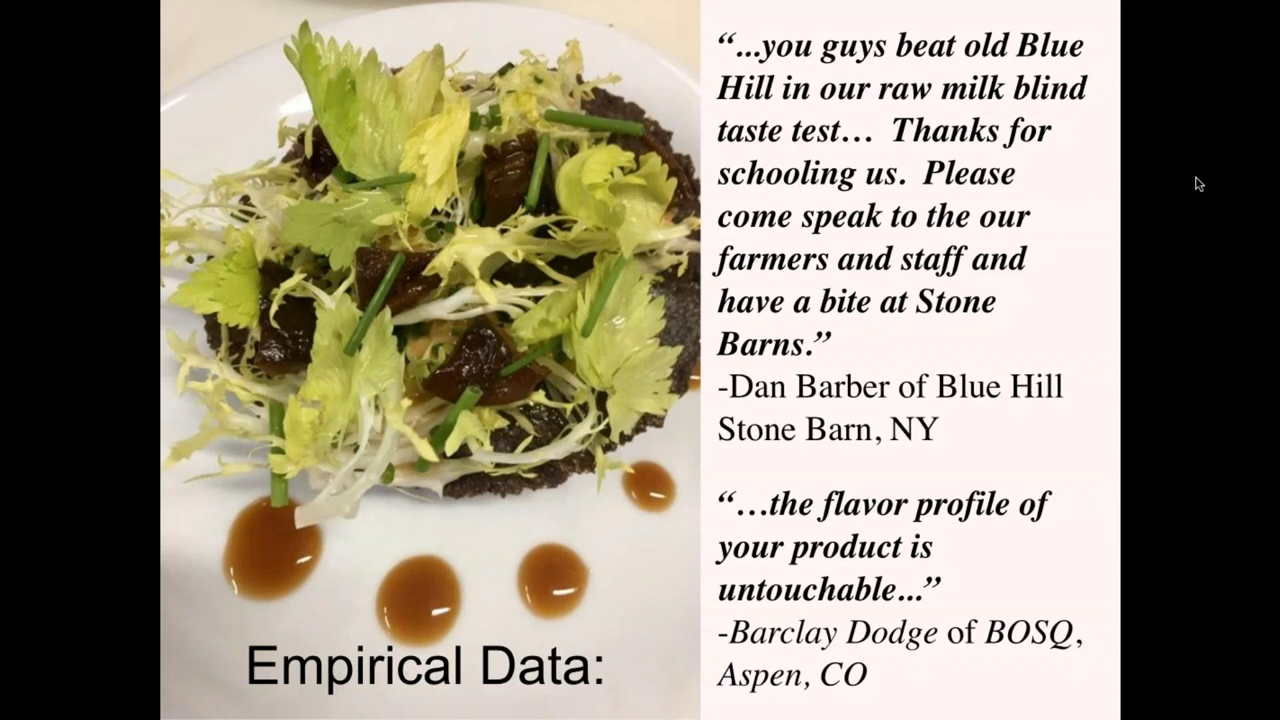 “...you guys beat old Blue
Hill in our raw milk blind
taste test… Thanks for
schooling us. Please
come speak to the our
farmers and staff and
have a bite at Stone
Barns.”
-Dan Barber of Blue Hill
Stone Barn, NY
“…the flavor profile of
your product is
untouchable...”
-Barclay Dodge of BOSQ,
Aspen, CO
Empirical Data: